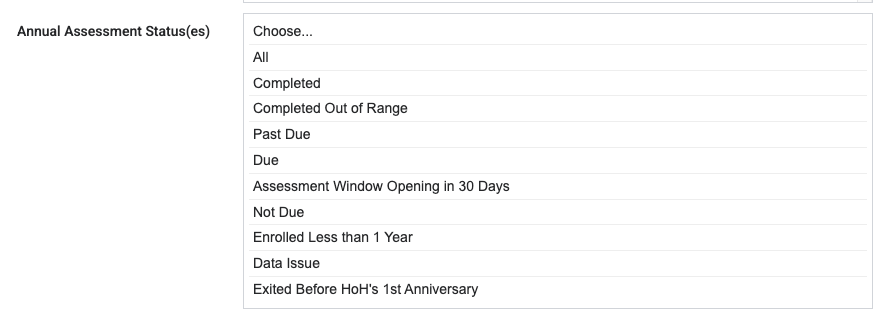 Annual Assessment Status(es)
Choose...
All
Completed
Completed Out of Range
Past Due
Due
Assessment Window Opening in 30 Days
Not Due
Enrolled Less than 1 Year
Data Issue
Exited Before HoH's 1st Anniversary